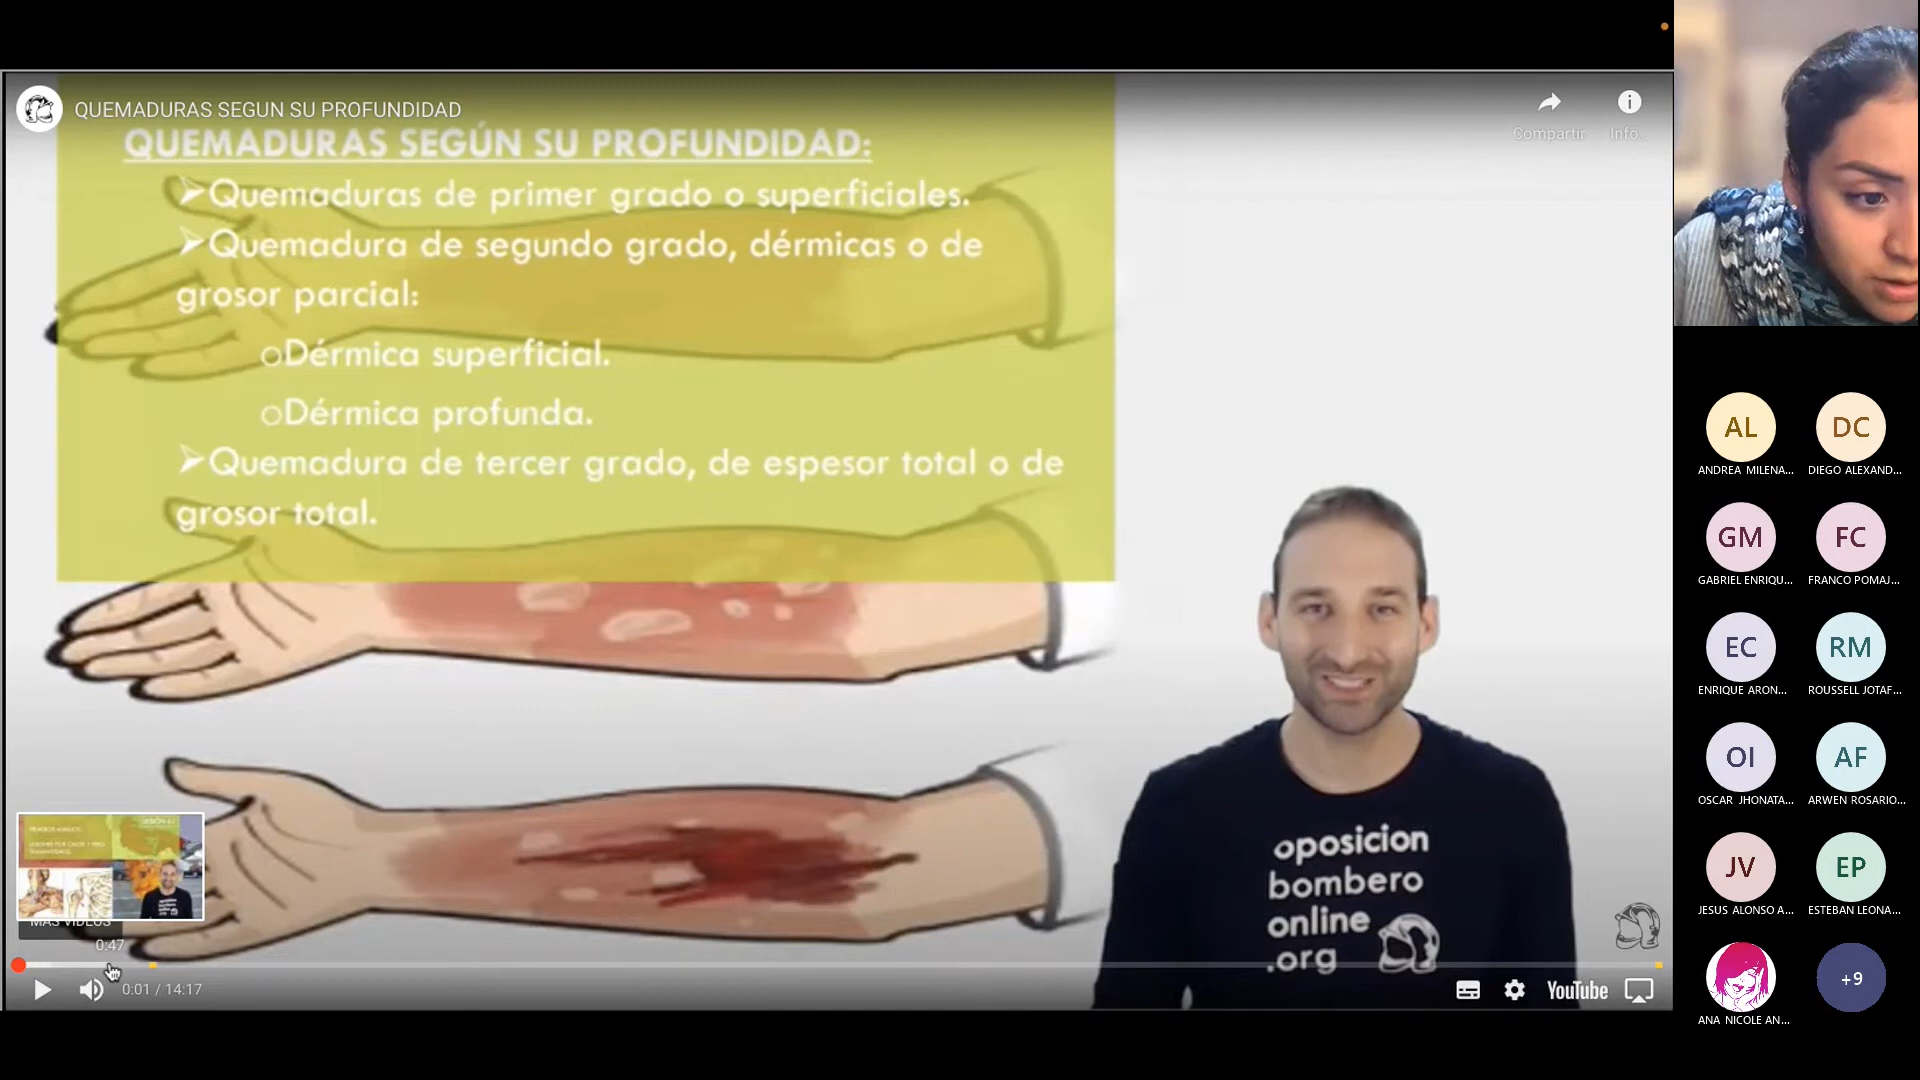 QUEMADURAS SEGUN SU PROFUNDIDAD
Compartir
Info...
QUEMADURAS SEGÚN SU PROFUNDIDAD:
➢Quemaduras de primer grado o superficiales.
➢Quemadura de segundo grado, dérmicas o de
grosor parcial:
oDérmica superficial.
oDérmica profunda.
➢Quemadura de tercer grado, de espesor total o de
grosor total.
oposicion
bombero
online
.org
MÁS VÍDEOS
0:47
0:01 / 14:17
YouTube
AL
ANDREA MILENA...
DC
DIEGO ALEXAND...
GM
GABRIEL ENRIQU...
FC
FRANCO POMAJ...
EC
ENRIQUE ARON...
RM
ROUSSELL JOTAF...
OI
OSCAR JHONATA...
AF
ARWEN ROSARIO...
JV
JESUS ALONSO A...
EP
ESTEBAN LEONA...
ANA NICOLE AN...
+9